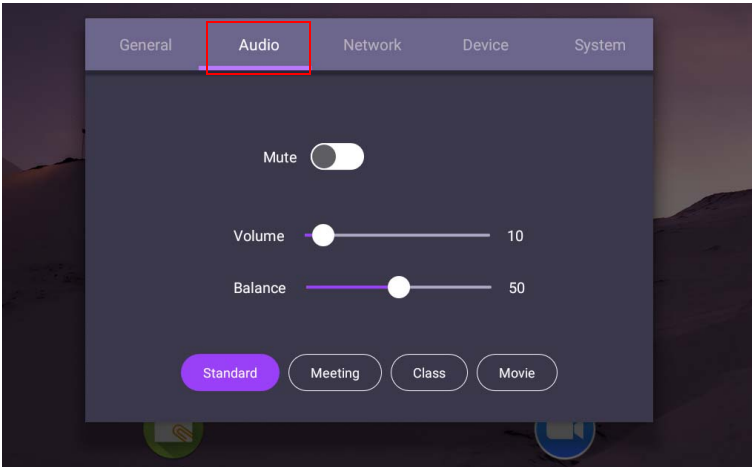 General Audio Network Device System
Mute
Volume 10
Balance 50
Standard Meeting Class Movie